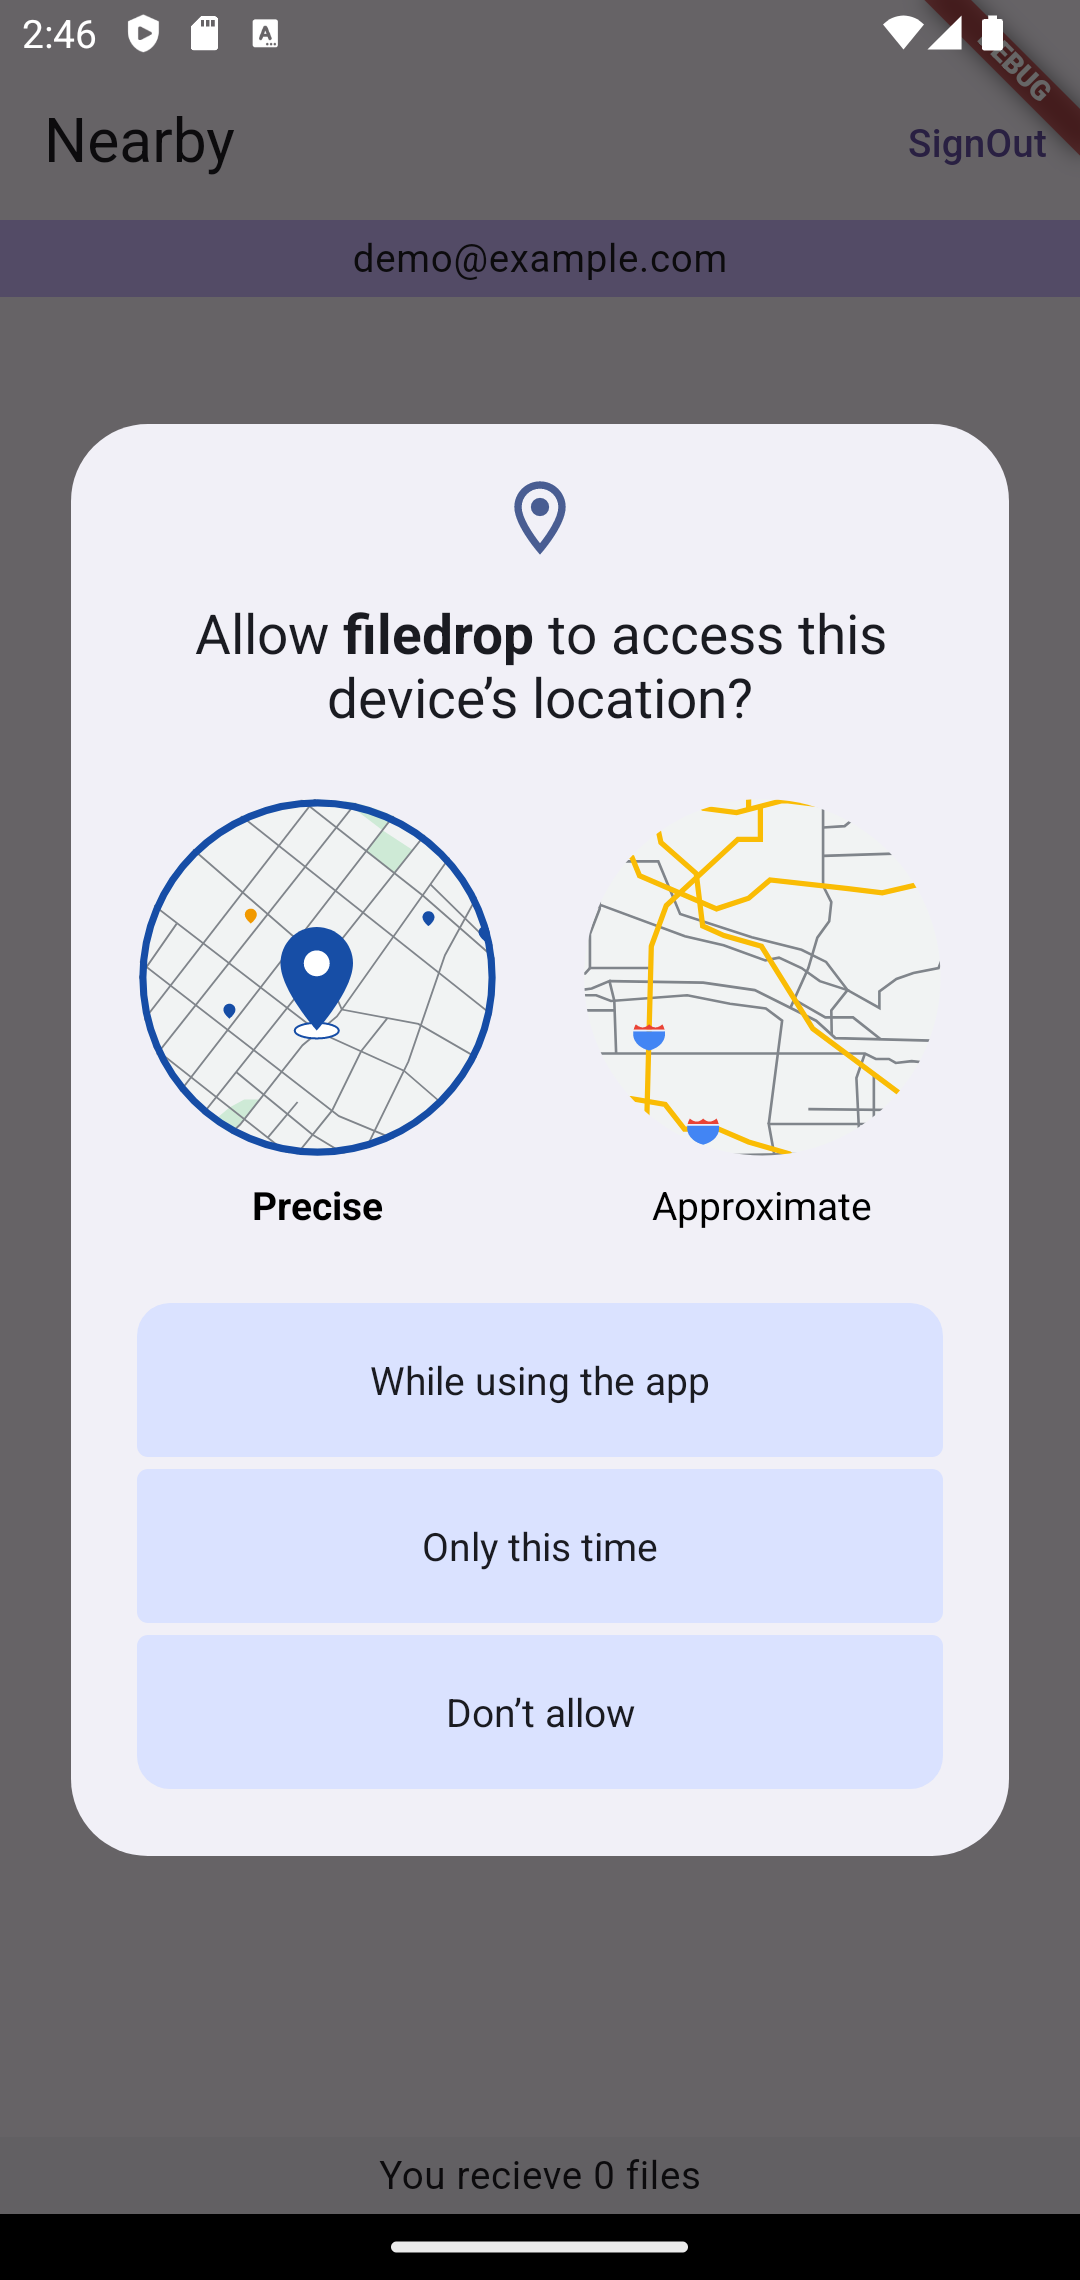 2:46
DEBUG
Nearby
SignOut
demo@example.com
Allow filedrop to access this
device’s location?
Precise
Approximate
While using the app
Only this time
Don’t allow
You recieve 0 files